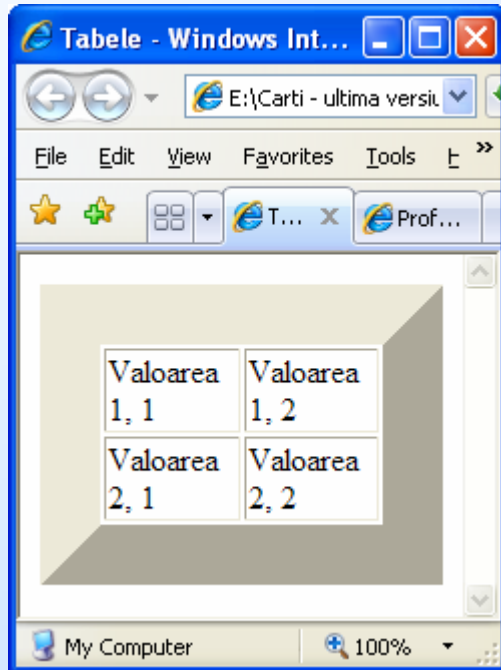 Tabele - Windows Int...
E:\Carti - ultima versiu
File Edit View Favorites Tools »
T... Prof...
Valoarea 1, 1
Valoarea 1, 2
Valoarea 2, 1
Valoarea 2, 2
My Computer 100%